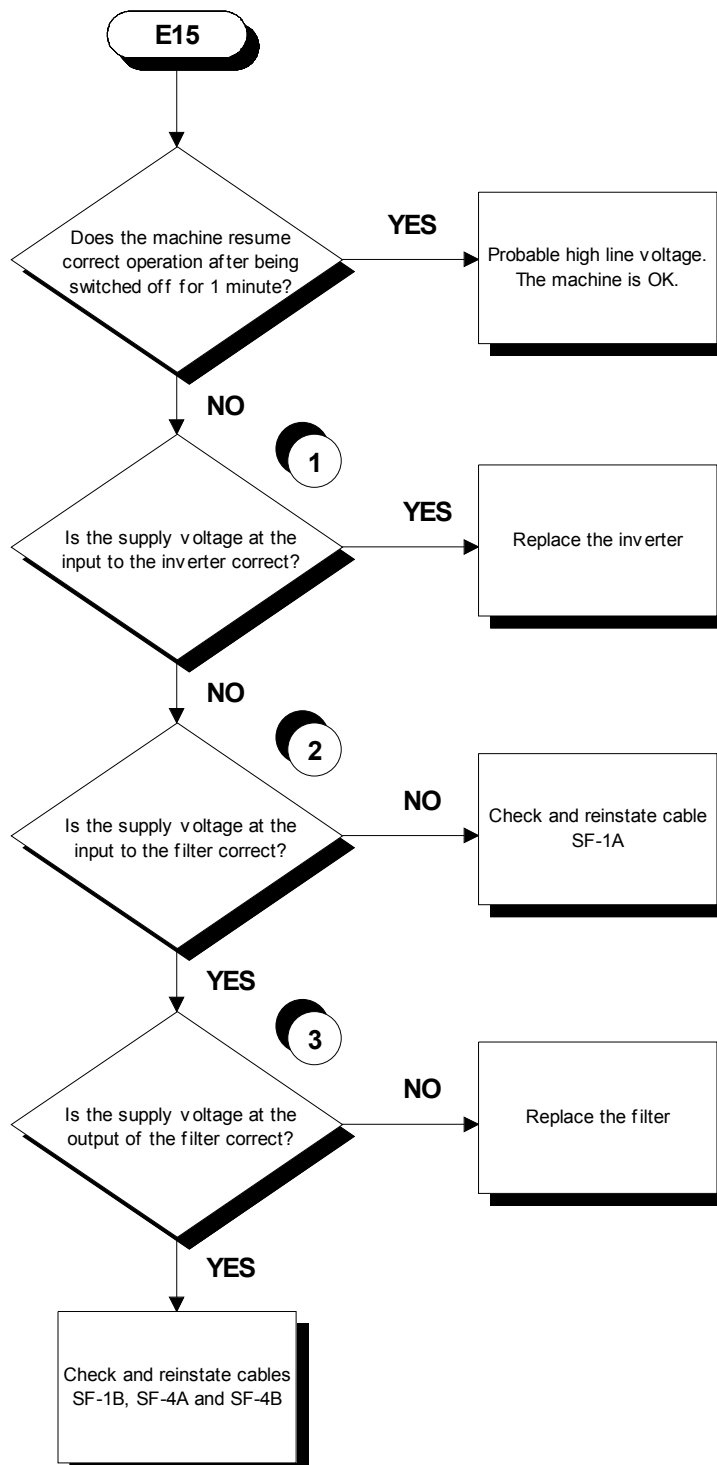 E15
Does the machine resume
correct operation after being
switched off for 1 minute?
YES
Probable high line voltage.
The machine is OK.
NO
1
Is the supply voltage at the
input to the inverter correct?
YES
Replace the inverter
NO
2
Is the supply voltage at the
input to the filter correct?
NO
Check and reinstate cable
SF-1A
YES
3
Is the supply voltage at the
output of the filter correct?
NO
Replace the filter
YES
Check and reinstate cables
SF-1B, SF-4A and SF-4B